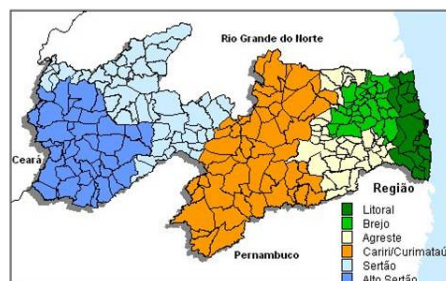 Rio Grande do Norte
Ceará
Pernambuco
Região
Litoral
Brejo
Agreste
Cariri/Curimataú
Sertão
Alto Sertão